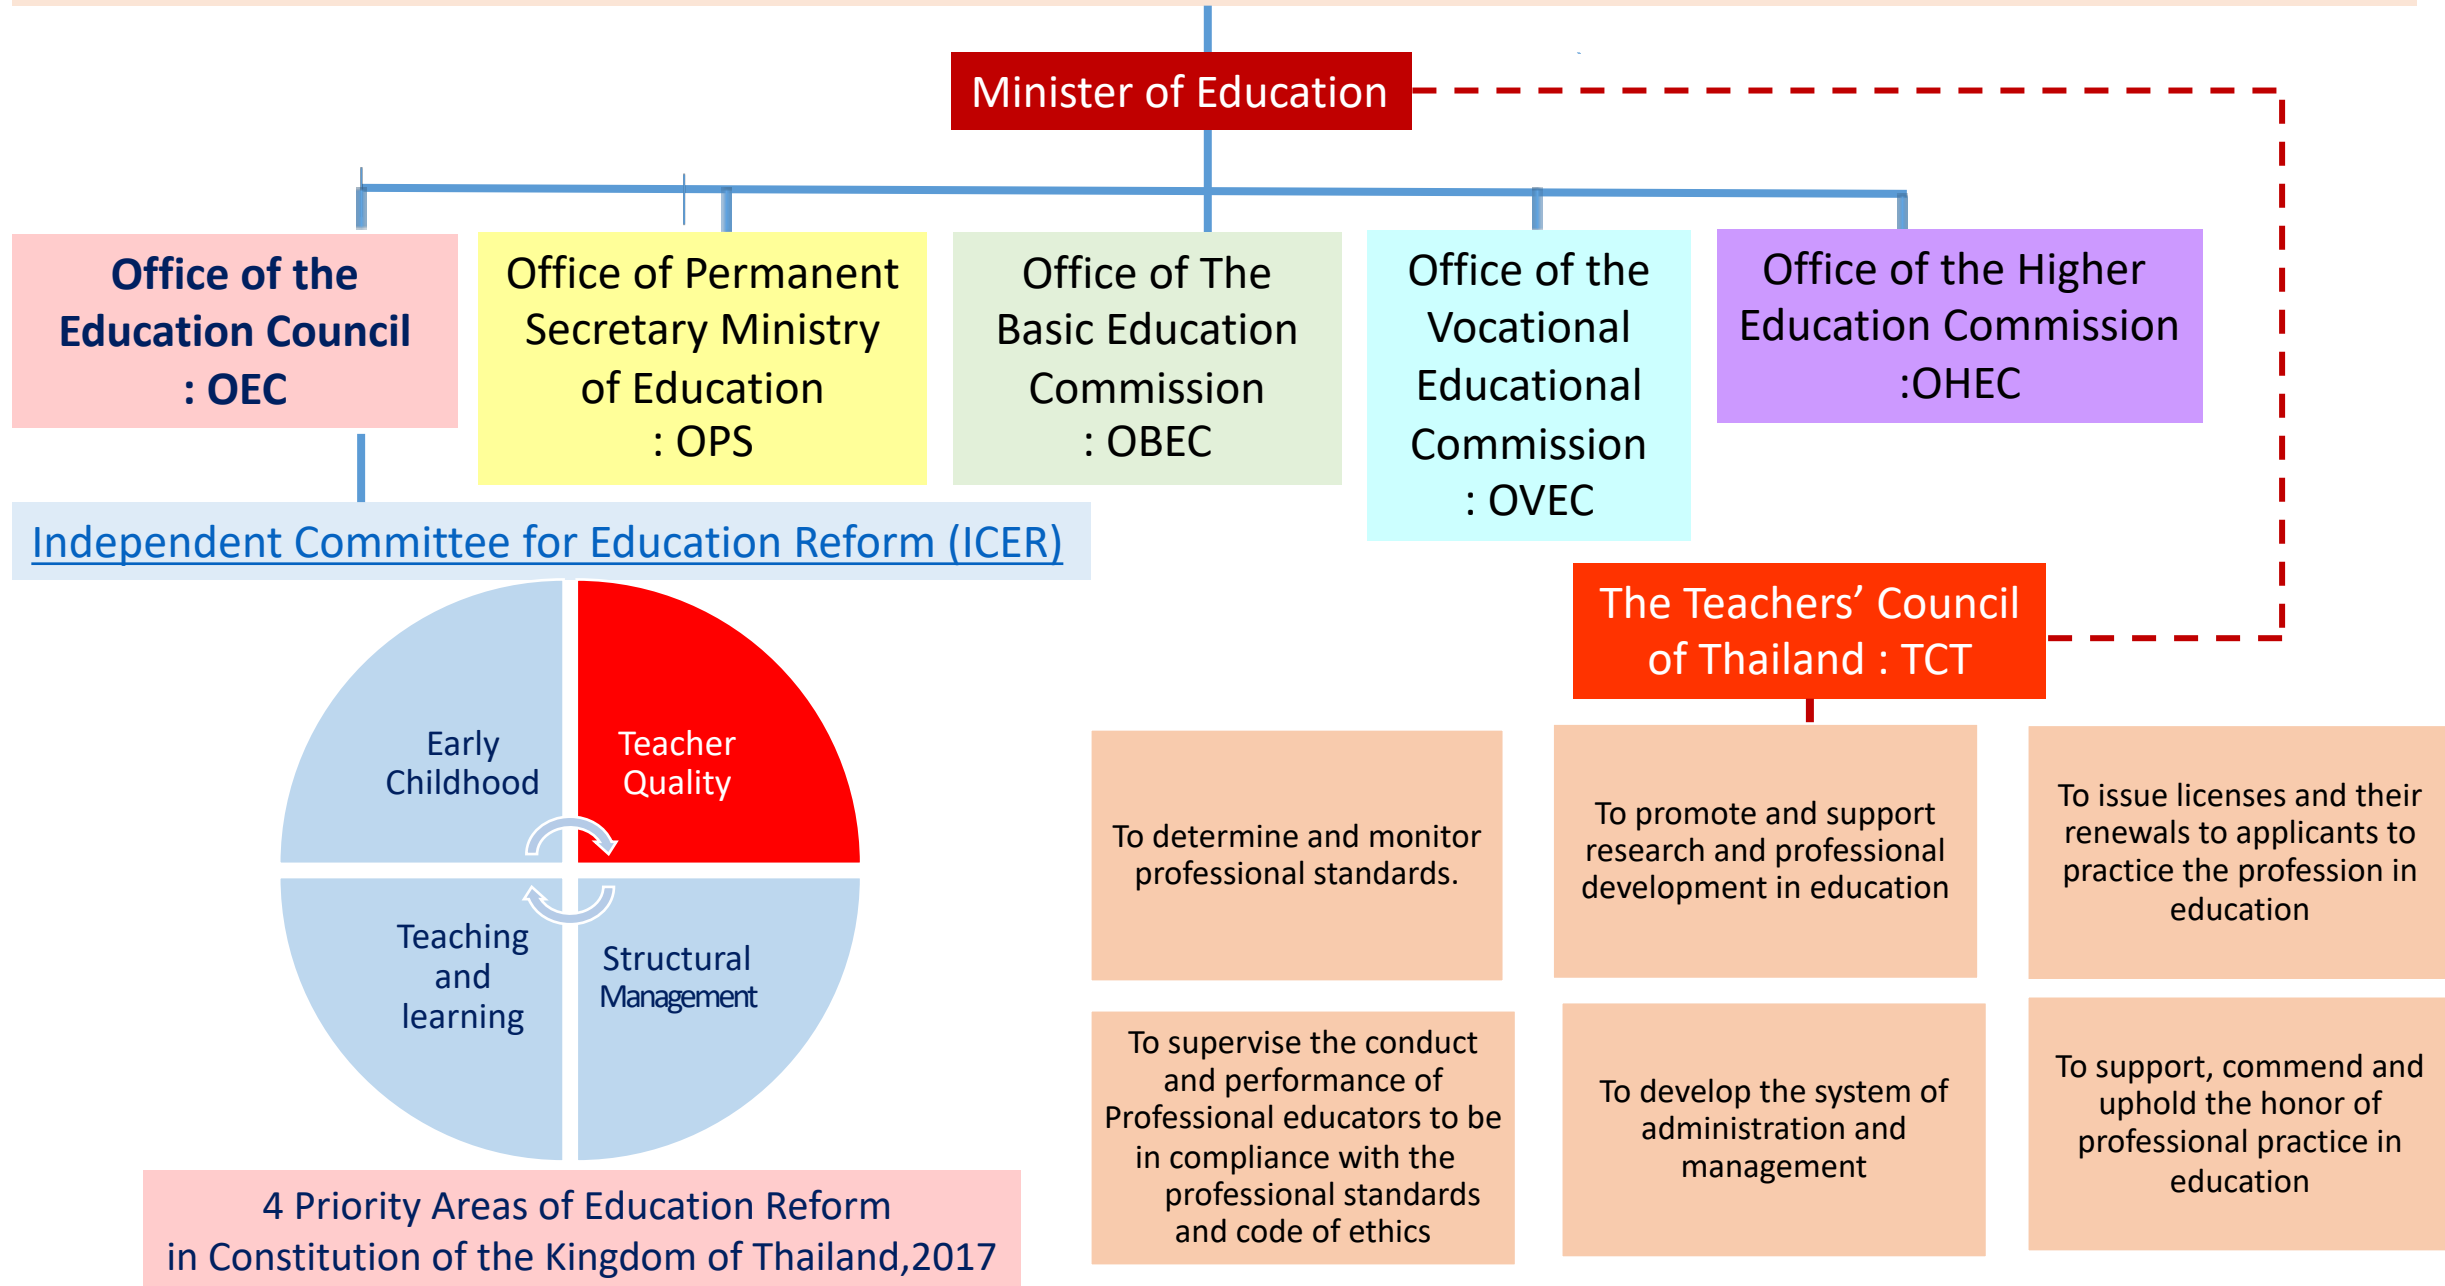 Minister of Education
Office of the
Education Council
: OEC
Office of Permanent
Secretary Ministry
of Education
: OPS
Office of The
Basic Education
Commission
: OBEC
Office of the
Vocational
Educational
Commission
: OVEC
Office of the Higher
Education Commission
:OHEC
Independent Committee for Education Reform (ICER)
Early
Childhood
Teacher
Quality
Teaching
and
learning
Structural
Management
4 Priority Areas of Education Reform
in Constitution of the Kingdom of Thailand,2017
The Teachers’ Council
of Thailand : TCT
To determine and monitor
professional standards.
To promote and support
research and professional
development in education
To issue licenses and their
renewals to applicants to
practice the profession in
education
To supervise the conduct
and performance of
Professional educators to be
in compliance with the
professional standards
and code of ethics
To develop the system of
administration and
management
To support, commend and
uphold the honor of
professional practice in
education